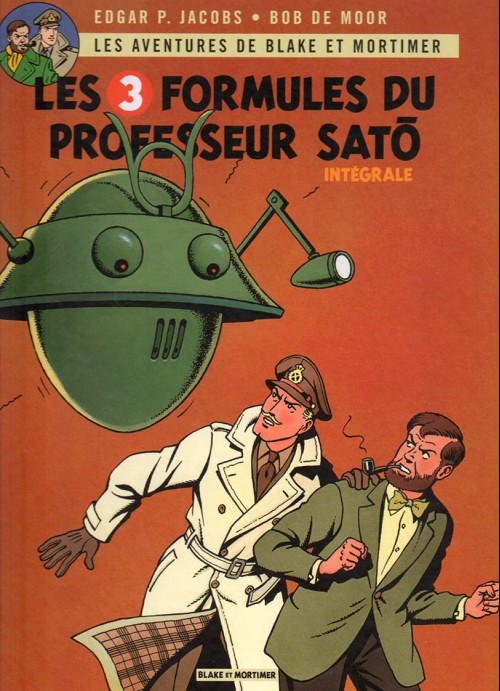 EDGAR P. JACOBS • BOB DE MOOR
LES AVENTURES DE BLAKE ET MORTIMER
LES 3 FORMULES DU
PROFESSEUR SATŌ
INTÉGRALE
BLAKE ET MORTIMER